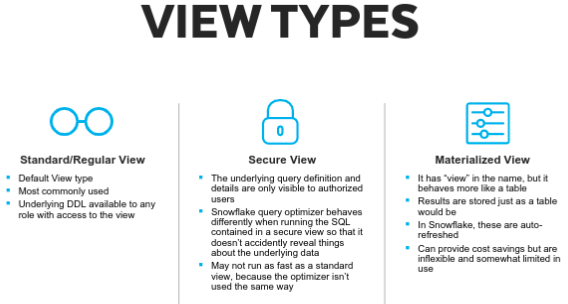 VIEW TYPES
Standard/Regular View
Default View type
Most commonly used
Underlying DDL available to any
role with access to the view
Secure View
The underlying query definition and
details are only visible to authorized
users
Snowflake query optimizer behaves
differently when running the SQL
contained in a secure view so that it
doesn't accidently reveal things
about the underlying data
May not run as fast as a standard
view, because the optimizer isn't
used the same way
Materialized View
It has "view" in the name, but it
behaves more like a table
Results are stored just as a table
would be
In Snowflake, these are auto-
refreshed
Can provide cost savings but are
inflexible and somewhat limited in
use